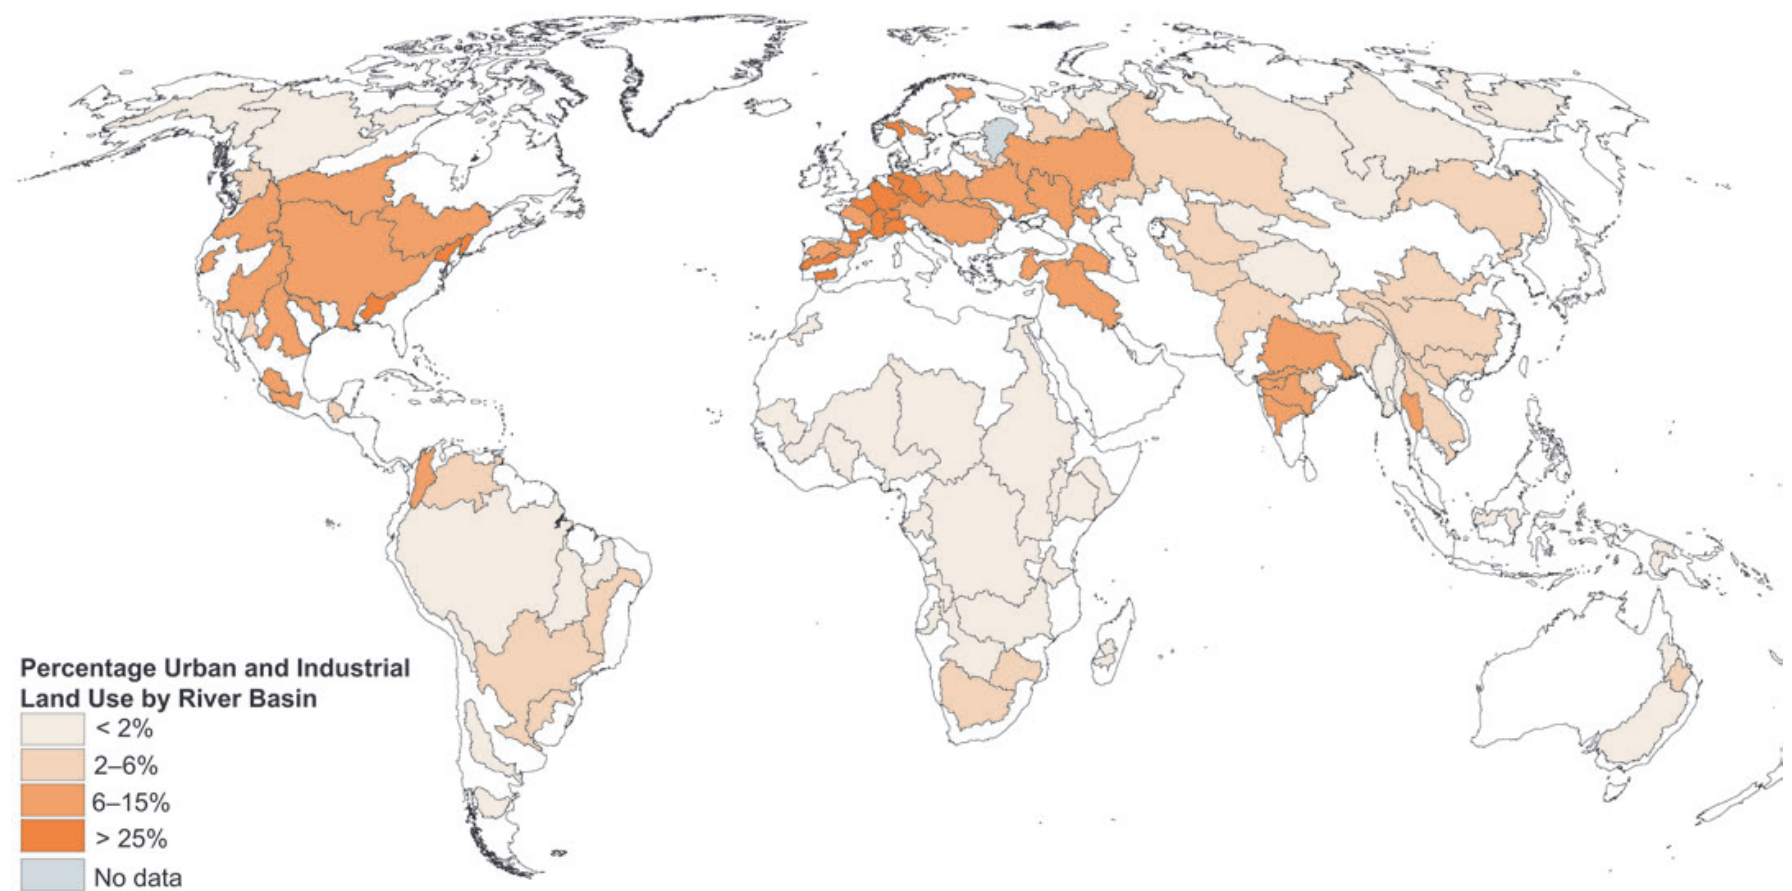 Percentage Urban and Industrial
Land Use by River Basin
< 2%
2–6%
6–15%
> 25%
No data